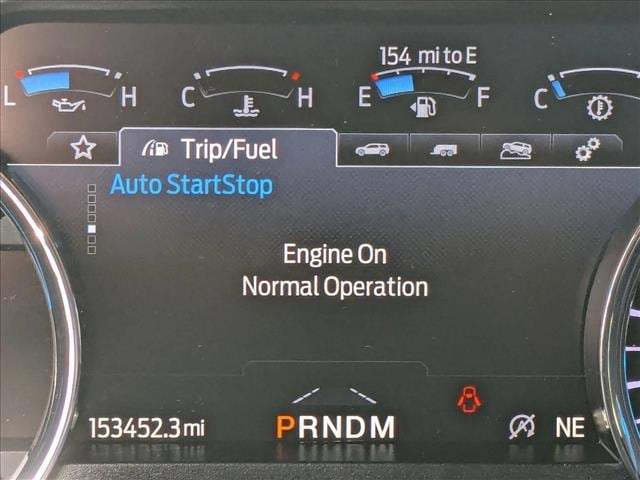 154 mi to E
L H C H E F C
Trip/Fuel
Auto StartStop
Engine On
Normal Operation
153452.3 mi PRNDM A NE